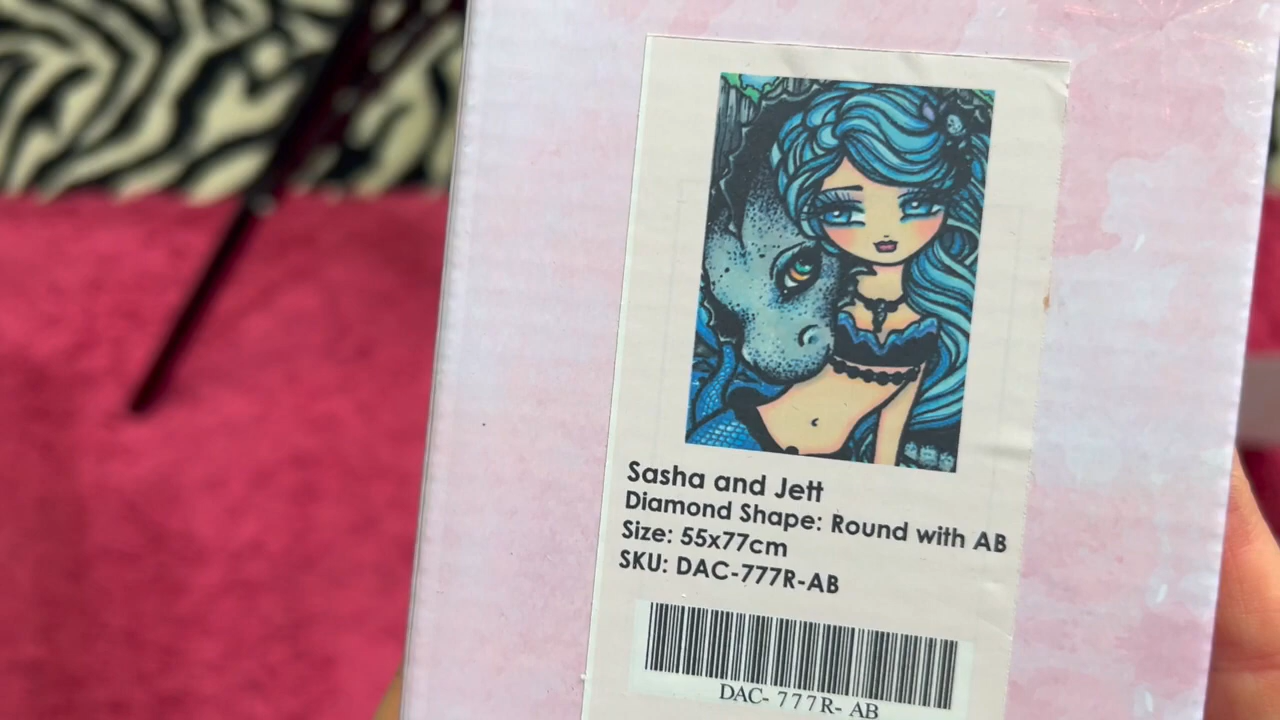 Sasha and Jett
Diamond Shape: Round with AB
Size: 55x77cm
SKU: DAC-777R-AB
DAC- 777R- AB